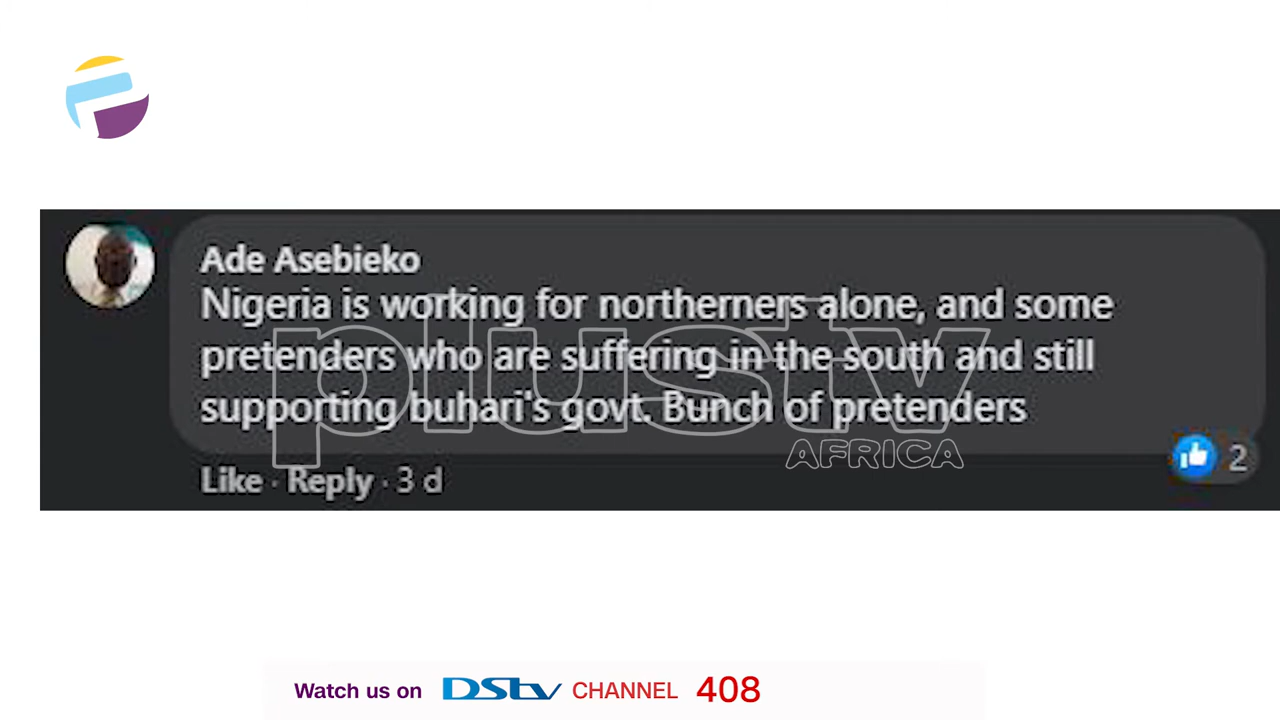 Ade Asebieko
Nigeria is working for northerners alone, and some
pretenders who are suffering in the south and still
supporting buhari's govt. Bunch of pretenders
Like · Reply · 3 d
2
plustv
AFRICA
Watch us on DStv CHANNEL 408